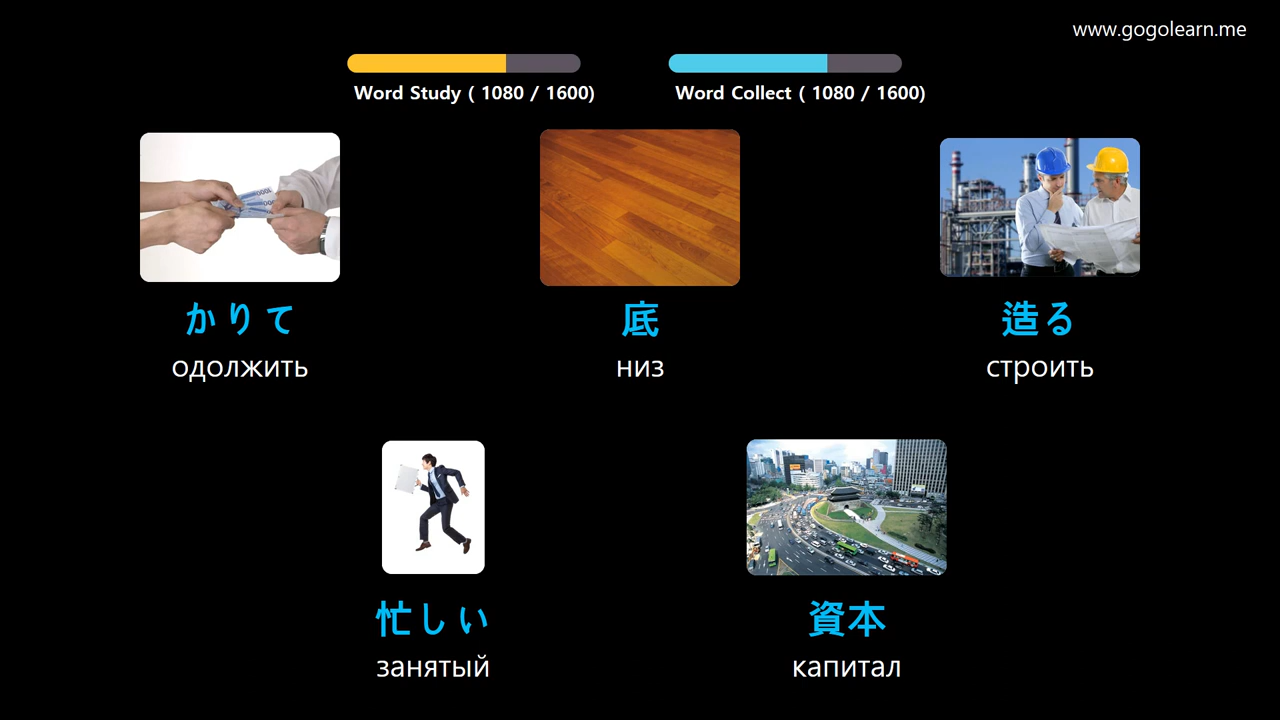 www.gogolearn.me
Word Study ( 1080 / 1600)
Word Collect ( 1080 / 1600)
かりて
одолжить
底
низ
造る
строить
忙しい
занятый
資本
капитал